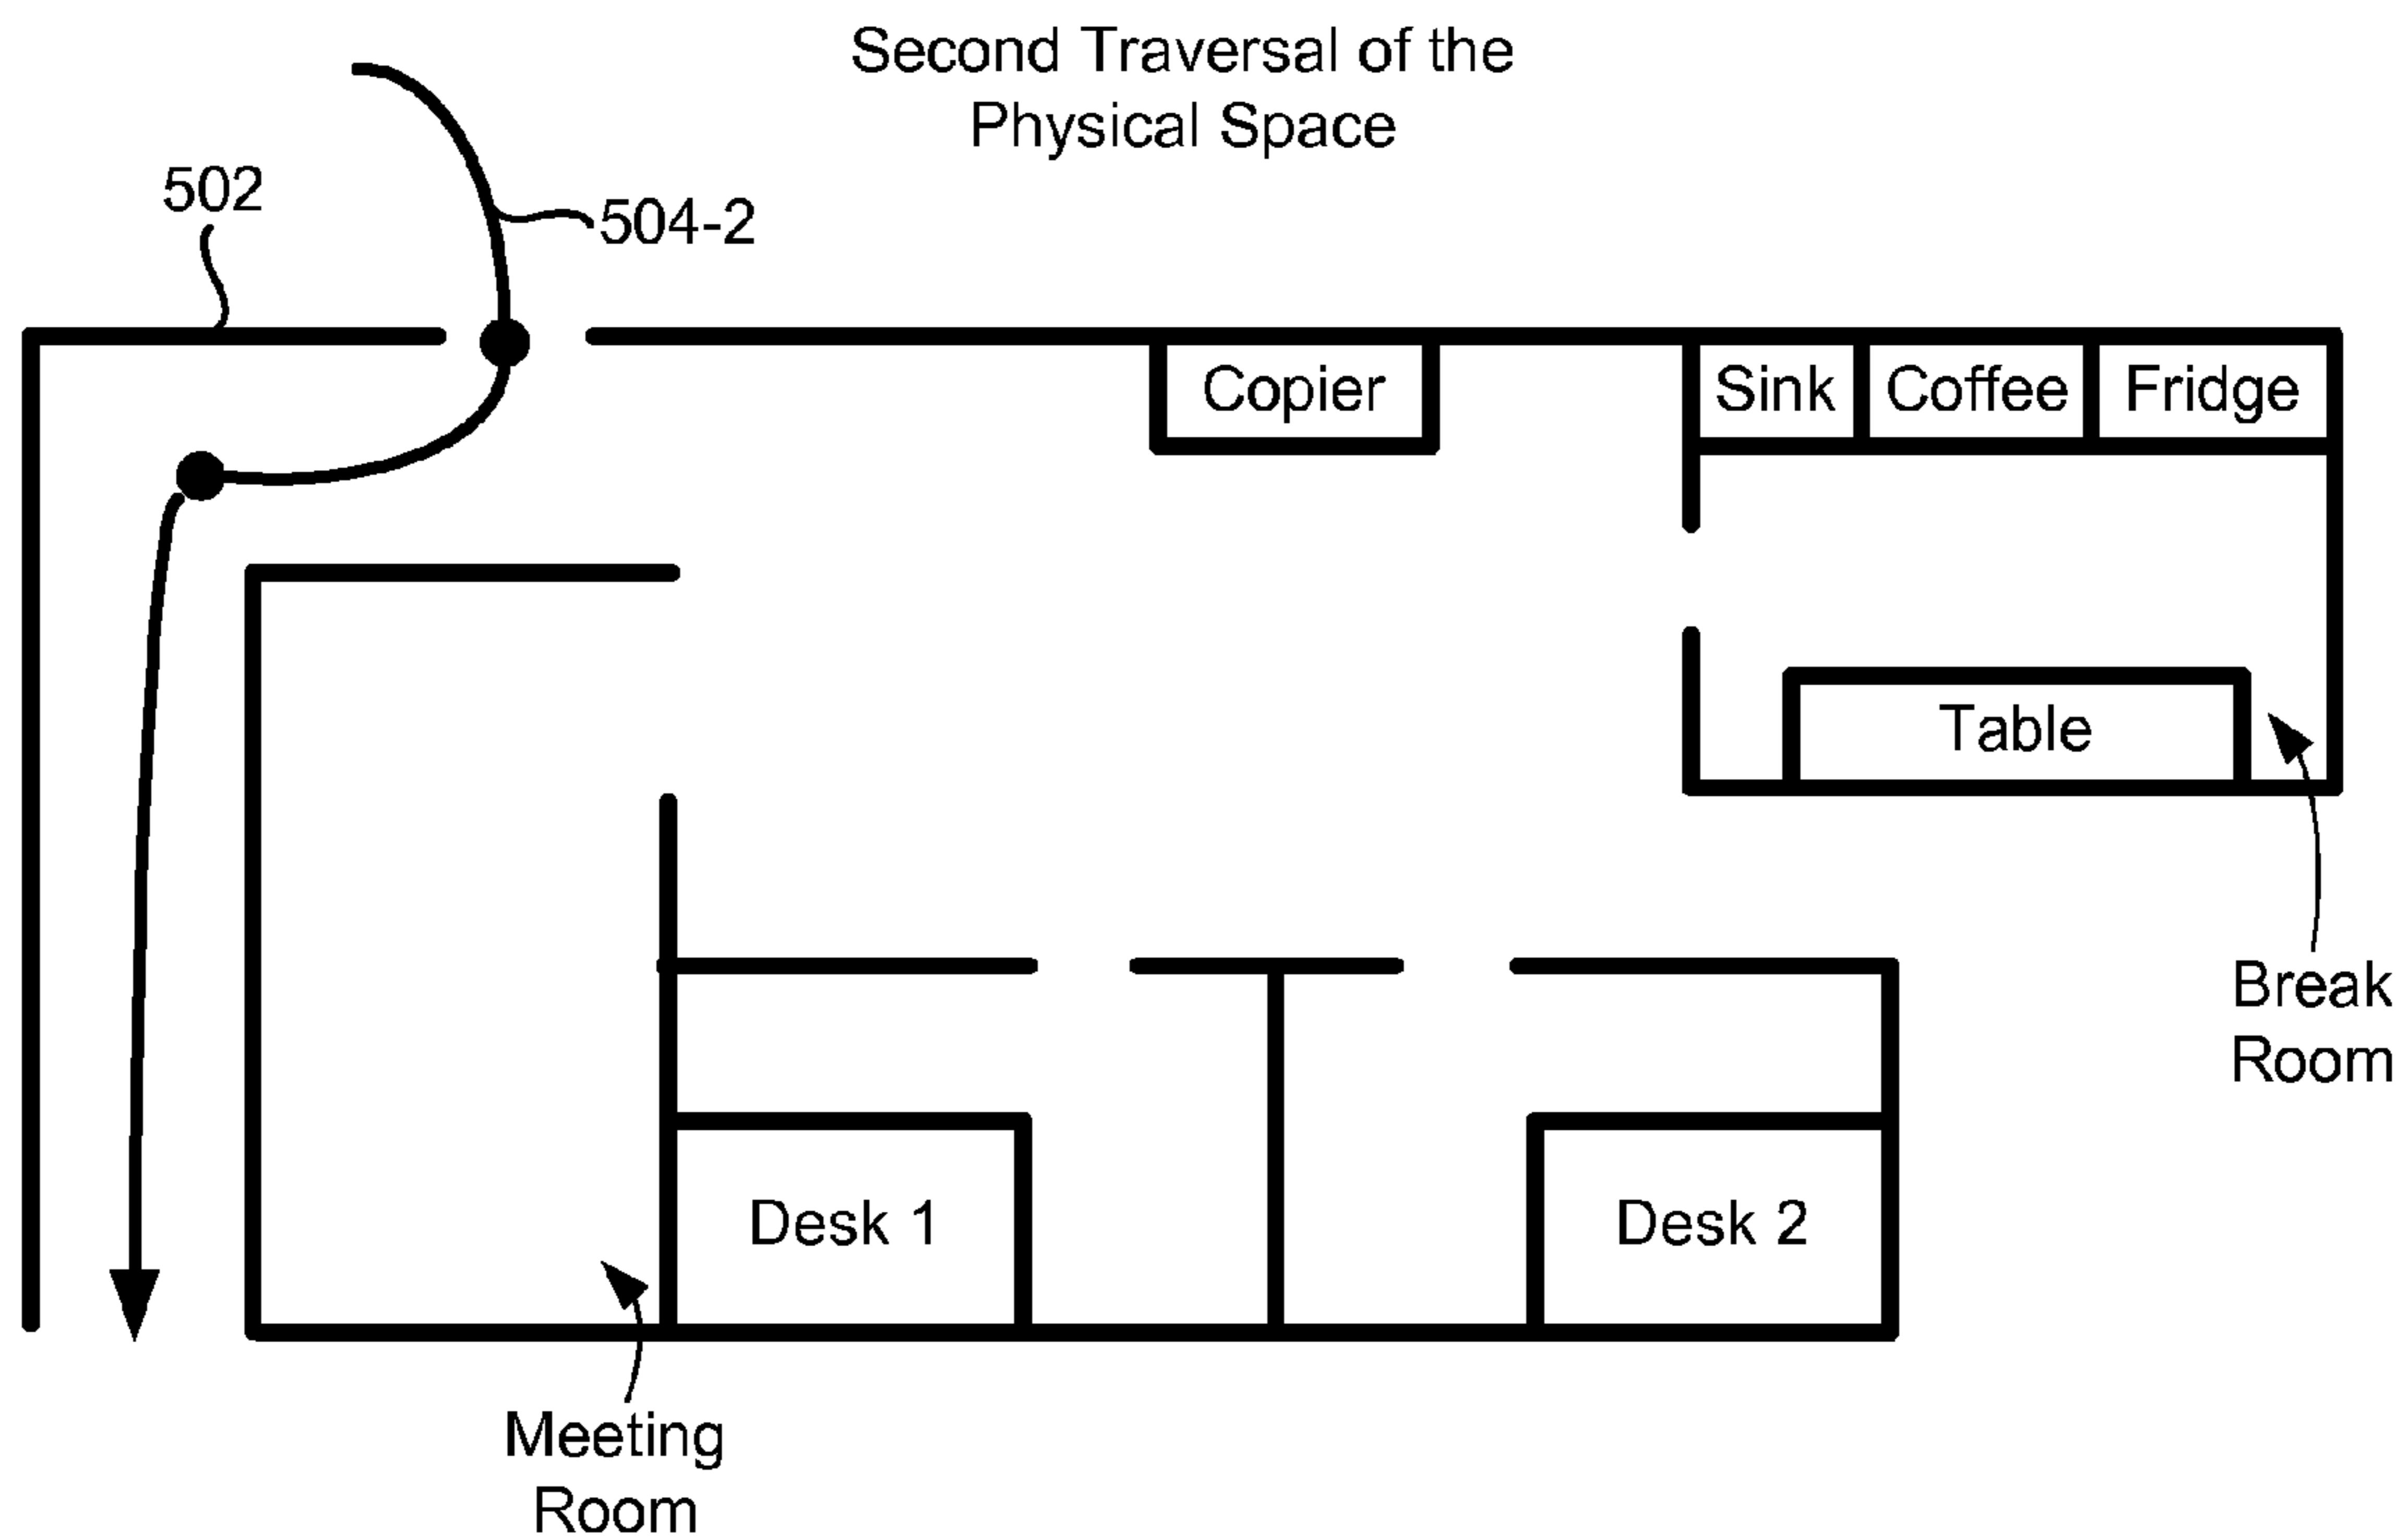 Second Traversal of the
Physical Space
502
504-2
Copier
Sink
Coffee
Fridge
Table
Break
Room
Desk 1
Desk 2
Meeting
Room